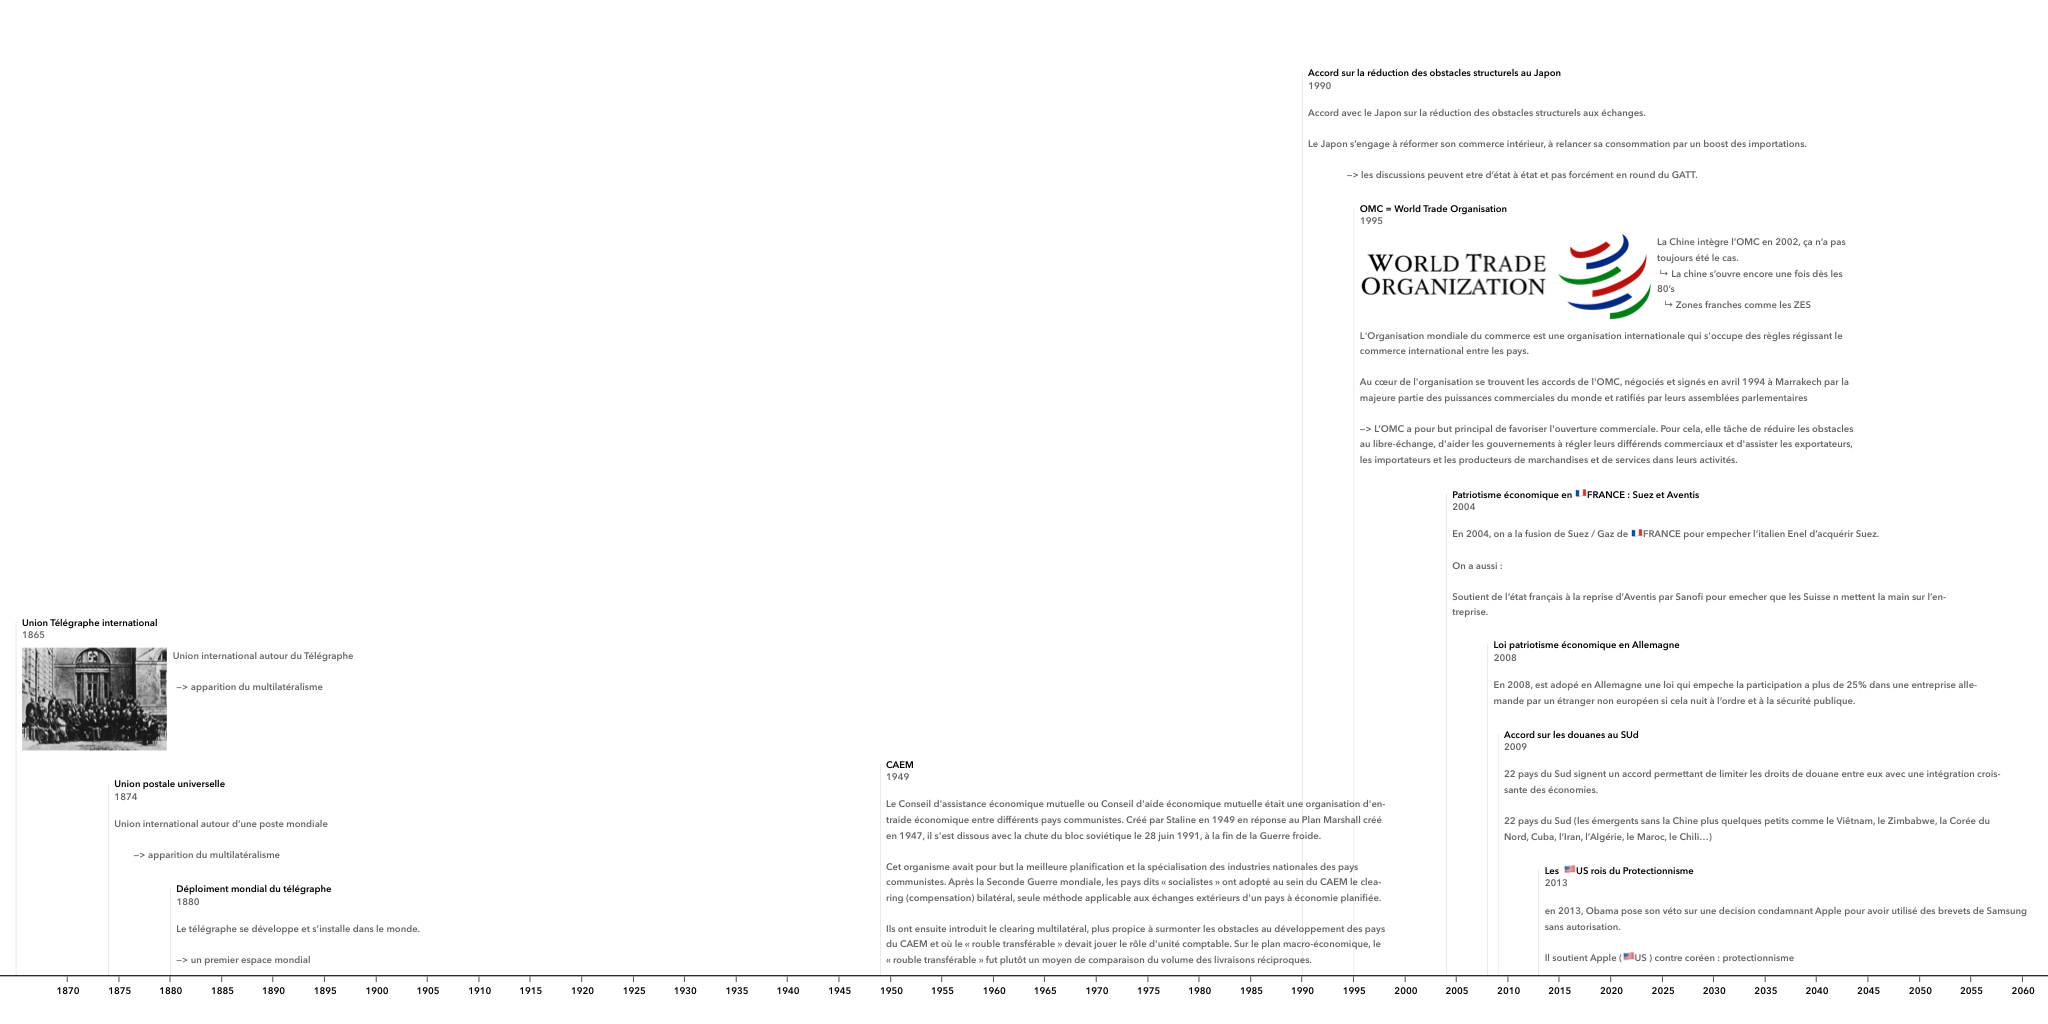 Accord sur la réduction des obstacles structurels au Japon
1990
Accord avec le Japon sur la réduction des obstacles structurels aux échanges.
Le Japon s’engage à réformer son commerce intérieur, à relancer sa consommation par un boost des importations.
—> les discussions peuvent etre d’état à état et pas forcément en round du GATT.
OMC = World Trade Organisation
1995
WORLD TRADE
ORGANIZATION
La Chine intègre l’OMC en 2002, ça n’a pas
toujours été le cas.
↪ La chine s’ouvre encore une fois dès les
80’s
↪ Zones franches comme les ZES
L'Organisation mondiale du commerce est une organisation internationale qui s'occupe des règles régissant le
commerce international entre les pays.
Au cœur de l'organisation se trouvent les accords de l'OMC, négociés et signés en avril 1994 à Marrakech par la
majeure partie des puissances commerciales du monde et ratifiés par leurs assemblées parlementaires
—> L’OMC a pour but principal de favoriser l'ouverture commerciale. Pour cela, elle tâche de réduire les obstacles
au libre-échange, d'aider les gouvernements à régler leurs différends commerciaux et d'assister les exportateurs,
les importateurs et les producteurs de marchandises et de services dans leurs activités.
Patriotisme économique en 🇫🇷FRANCE : Suez et Aventis
2004
En 2004, on a la fusion de Suez / Gaz de 🇫🇷FRANCE pour empecher l’italien Enel d’acquérir Suez.
On a aussi :
Soutient de l’état français à la reprise d’Aventis par Sanofi pour emecher que les Suisse n mettent la main sur l’en-
treprise.
Union Télégraphe international
1865
Union international autour du Télégraphe
—> apparition du multilatéralisme
Loi patriotisme économique en Allemagne
2008
En 2008, est adopé en Allemagne une loi qui empeche la participation a plus de 25% dans une entreprise alle-
mande par un étranger non européen si cela nuit à l’ordre et à la sécurité publique.
Accord sur les douanes au SUd
2009
22 pays du Sud signent un accord permettant de limiter les droits de douane entre eux avec une intégration crois-
sante des économies.
22 pays du Sud (les émergents sans la Chine plus quelques petits comme le Viêtnam, le Zimbabwe, la Corée du
Nord, Cuba, l’Iran, l’Algérie, le Maroc, le Chili…)
Union postale universelle
1874
Union international autour d’une poste mondiale
—> apparition du multilatéralisme
CAEM
1949
Le Conseil d'assistance économique mutuelle ou Conseil d'aide économique mutuelle était une organisation d'en-
traide économique entre différents pays communistes. Créé par Staline en 1949 en réponse au Plan Marshall créé
en 1947, il s'est dissous avec la chute du bloc soviétique le 28 juin 1991, à la fin de la Guerre froide.
Cet organisme avait pour but la meilleure planification et la spécialisation des industries nationales des pays
communistes. Après la Seconde Guerre mondiale, les pays dits « socialistes » ont adopté au sein du CAEM le clea-
ring (compensation) bilatéral, seule méthode applicable aux échanges extérieurs d'un pays à économie planifiée.
Ils ont ensuite introduit le clearing multilatéral, plus propice à surmonter les obstacles au développement des pays
du CAEM et où le « rouble transférable » devait jouer le rôle d'unité comptable. Sur le plan macro-économique, le
« rouble transférable » fut plutôt un moyen de comparaison du volume des livraisons réciproques.
Déploiment mondial du télégraphe
1880
Le télégraphe se développe et s’installe dans le monde.
—> un premier espace mondial
Les 🇺🇸US rois du Protectionnisme
2013
en 2013, Obama pose son véto sur une decision condamnant Apple pour avoir utilisé des brevets de Samsung
sans autorisation.
Il soutient Apple (🇺🇸US ) contre coréen : protectionnisme
1870 1875 1880 1885 1890 1895 1900 1905 1910 1915 1920 1925 1930 1935 1940 1945 1950 1955 1960 1965 1970 1975 1980 1985 1990 1995 2000 2005 2010 2015 2020 2025 2030 2035 2040 2045 2050 2055 2060